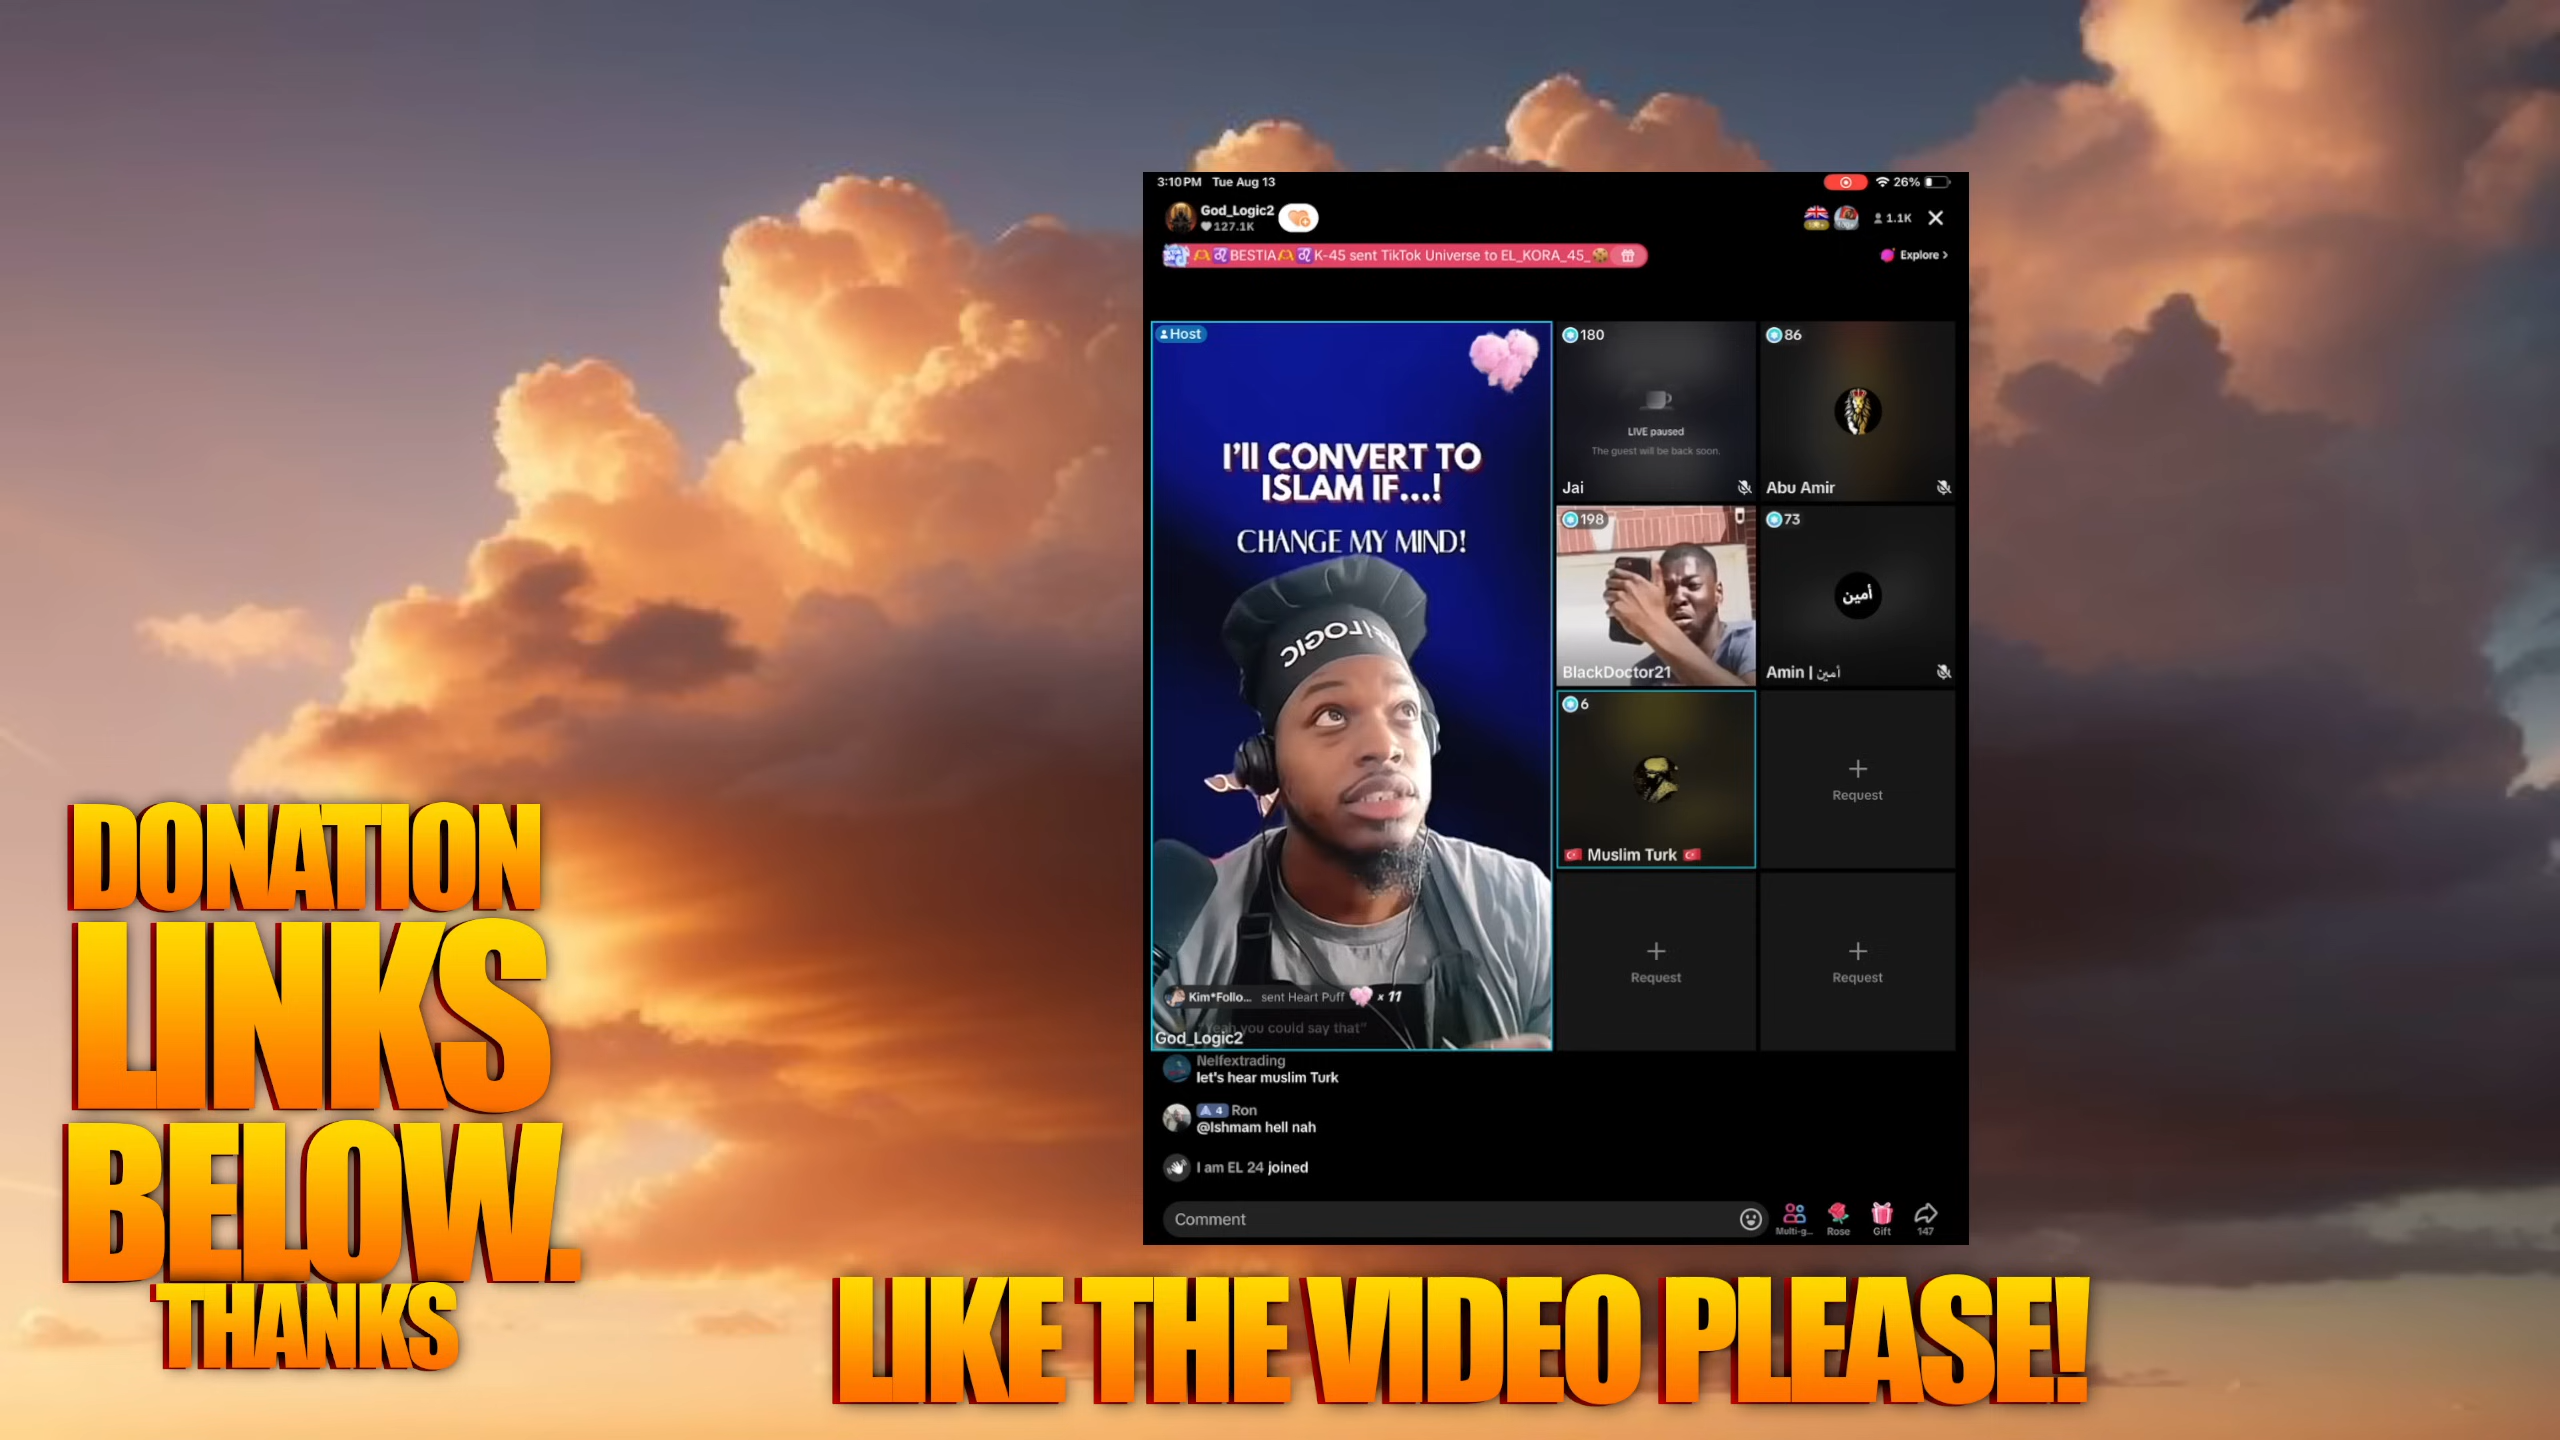 3:10 PM Tue Aug 13
26%
God_Logic2
127.1K
1.1K
BESTIA K-45 sent TikTok Universe to EL_KORA_45_
Explore >
Host
I'll CONVERT TO
ISLAM IF...!
CHANGE MY MIND!
LOGIC
Kim*Follo... sent Heart Puff × 11
"Yeah you could say that"
God_Logic2
180
LIVE paused
The guest will be back soon.
Jai
86
Abu Amir
198
BlackDoctor21
73
أمين
Amin | أمين
6
Muslim Turk
+
Request
+
Request
+
Request
Nelfextrading
let's hear muslim Turk
4 Ron
@Ishmam hell nah
I am EL 24 joined
Comment
Multi-g...
Rose
Gift
147
DONATION
LINKS
BELOW.
THANKS
LIKE THE VIDEO PLEASE!